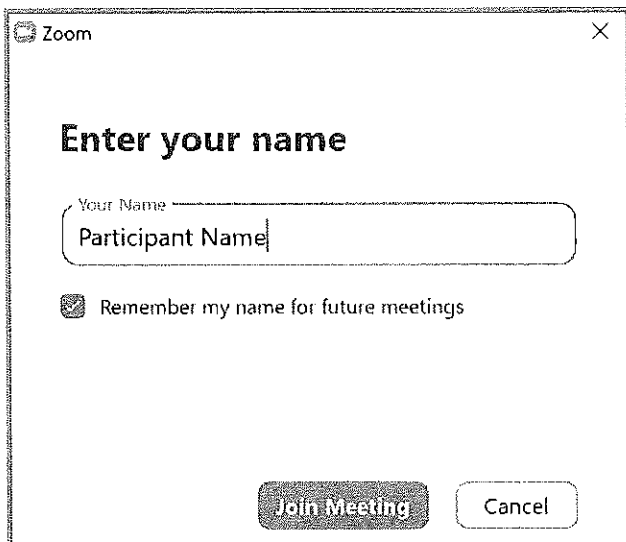 Zoom
Enter your name
Your Name
Participant Name
Remember my name for future meetings
Join Meeting
Cancel